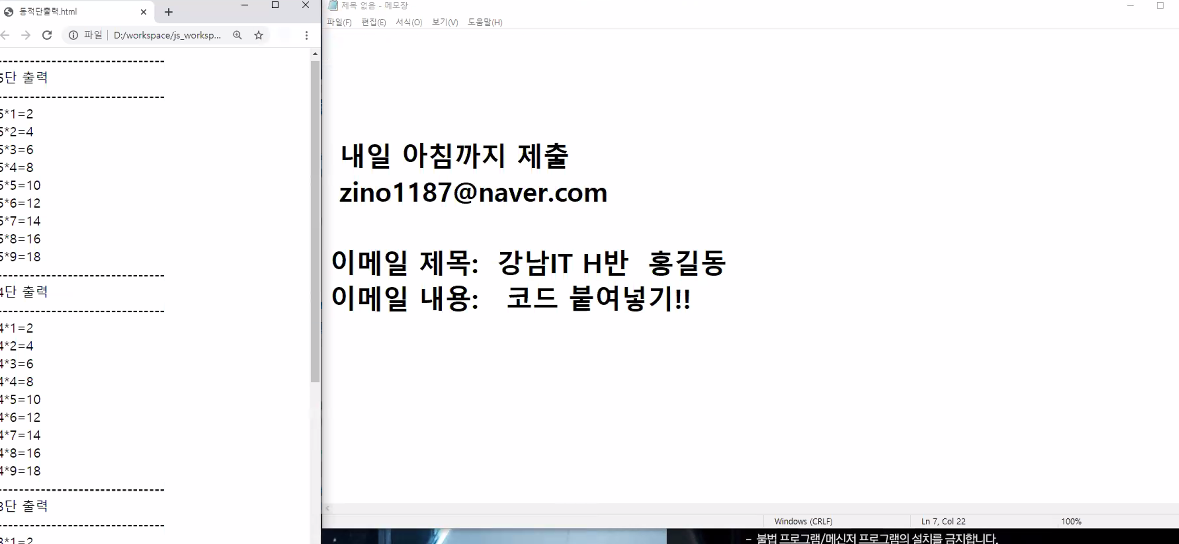 동적단출력.html
파일 D:/workspace/js_worksp...
-----------------------------------
5단 출력
-----------------------------------
5*1=2
5*2=4
5*3=6
5*4=8
5*5=10
5*6=12
5*7=14
5*8=16
5*9=18
-----------------------------------
4단 출력
-----------------------------------
4*1=2
4*2=4
4*3=6
4*4=8
4*5=10
4*6=12
4*7=14
4*8=16
4*9=18
-----------------------------------
3단 출력
-----------------------------------
3*1=2
제목 없음 - 메모장
파일(F) 편집(E) 서식(O) 보기(V) 도움말(H)
내일 아침까지 제출
zino1187@naver.com
이메일 제목: 강남IT H반 홍길동
이메일 내용: 코드 붙여넣기!!
Windows (CRLF) Ln 7, Col 22 100%
- 불법 프로그램/메신저 프로그램의 설치를 금지합니다.